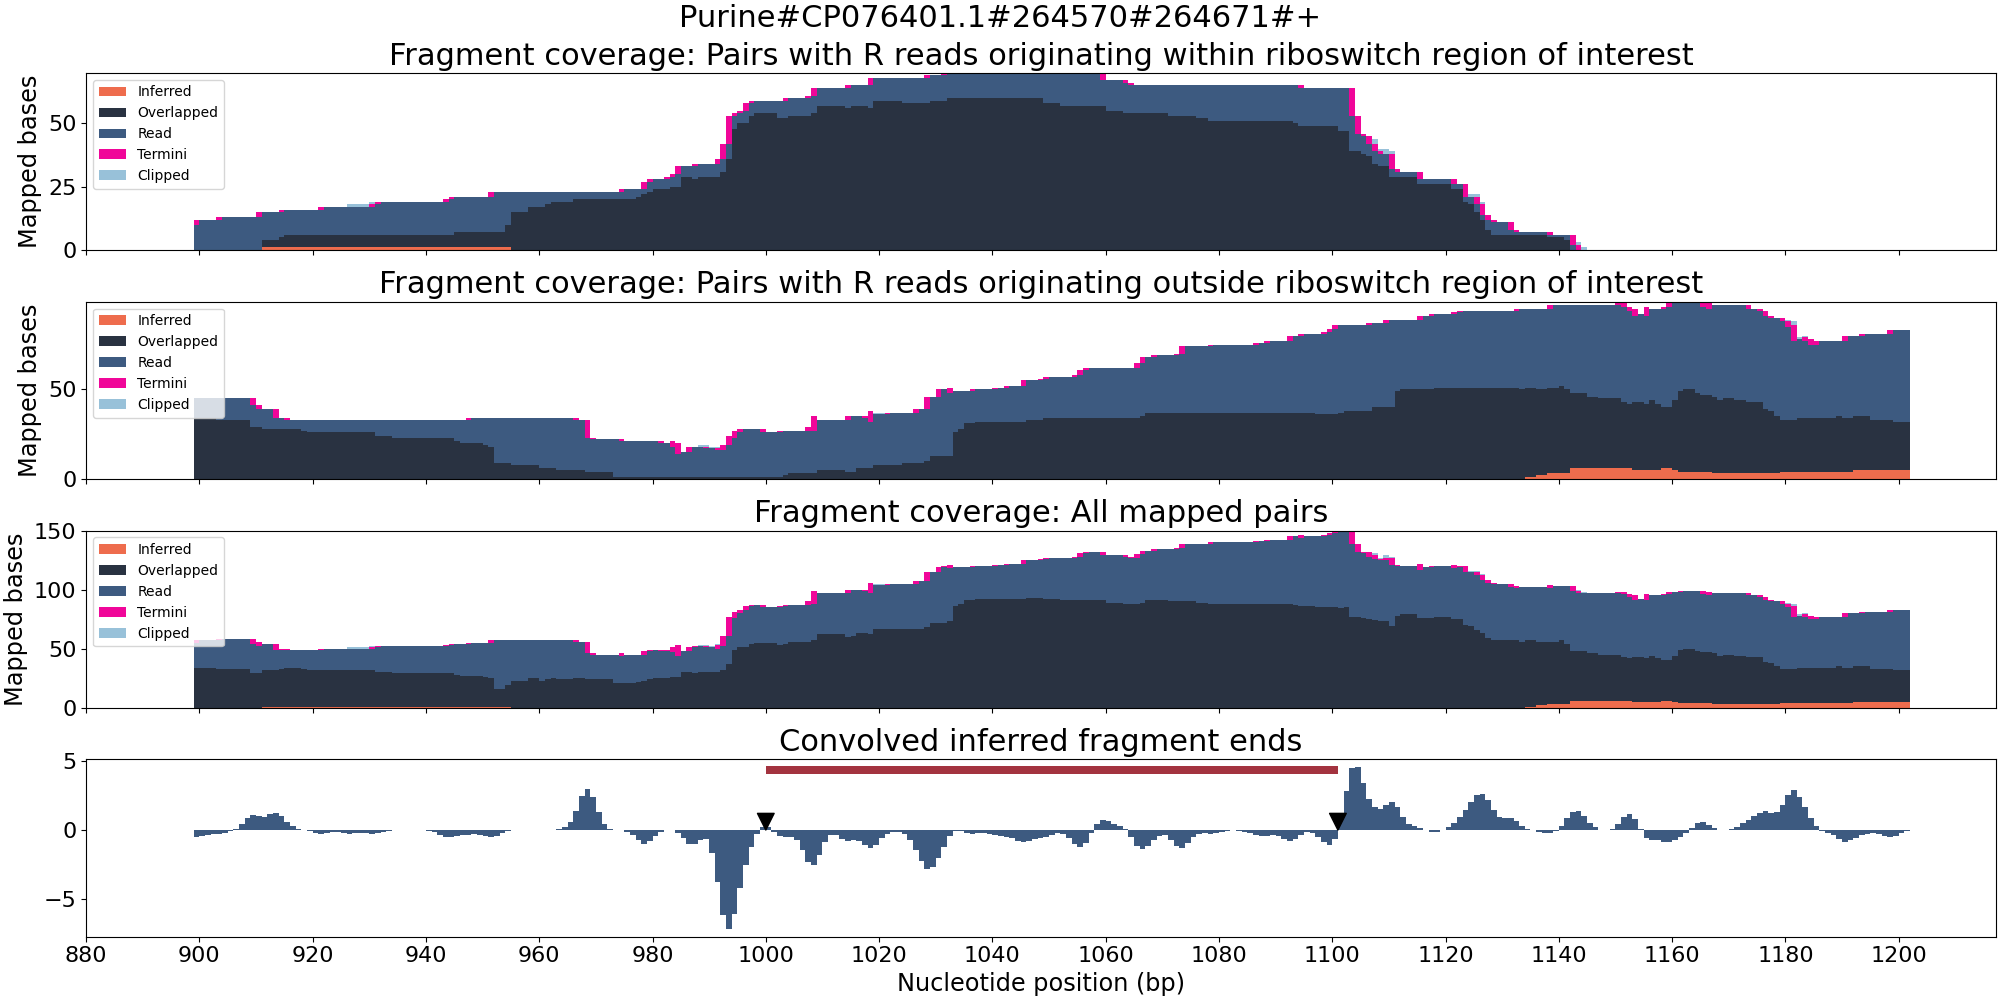 Purine#CP076401.1#264570#264671#+
Fragment coverage: Pairs with R reads originating within riboswitch region of interest
Mapped bases
50
25
0
Inferred
Overlapped
Read
Termini
Clipped
Fragment coverage: Pairs with R reads originating outside riboswitch region of interest
Mapped bases
50
0
Inferred
Overlapped
Read
Termini
Clipped
Fragment coverage: All mapped pairs
Mapped bases
150
100
50
0
Inferred
Overlapped
Read
Termini
Clipped
Convolved inferred fragment ends
5
0
−5
880 900 920 940 960 980 1000 1020 1040 1060 1080 1100 1120 1140 1160 1180 1200
Nucleotide position (bp)